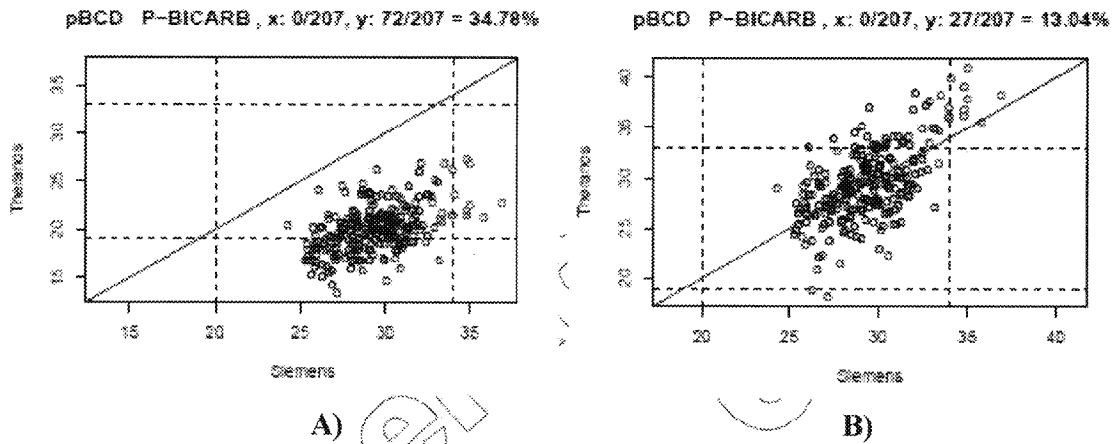 pBCD P-BICARB, x: 0/207, y: 72/207 = 34.78%
35
30
25
20
15
Theranos
15 20 25 30 35
Siemens
A)
pBCD P-BICARB, x: 0/207, y: 27/207 = 13.04%
40
35
30
25
20
Theranos
20 25 30 35 40
Siemens
B)